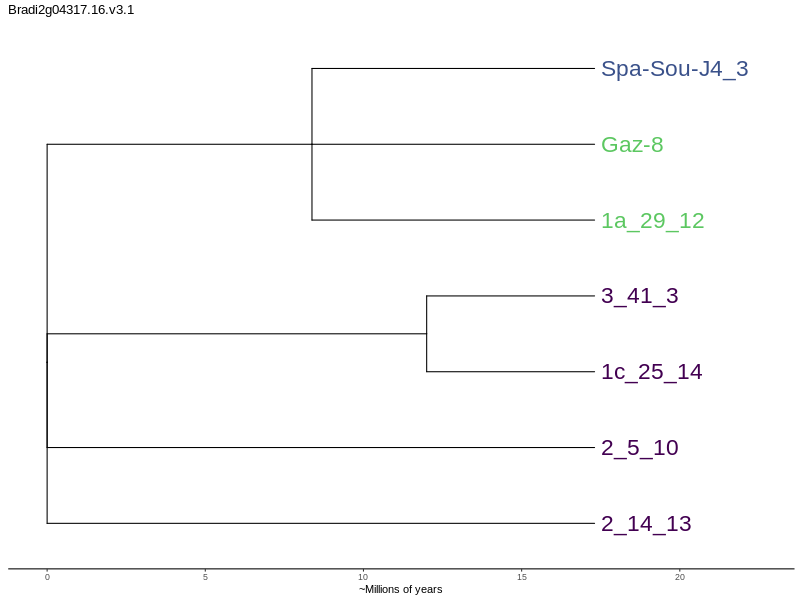 Bradi2g04317.16.v3.1
Spa-Sou-J4_3
Gaz-8
1a_29_12
3_41_3
1c_25_14
2_5_10
2_14_13
0 5 10 15 20
~Millions of years